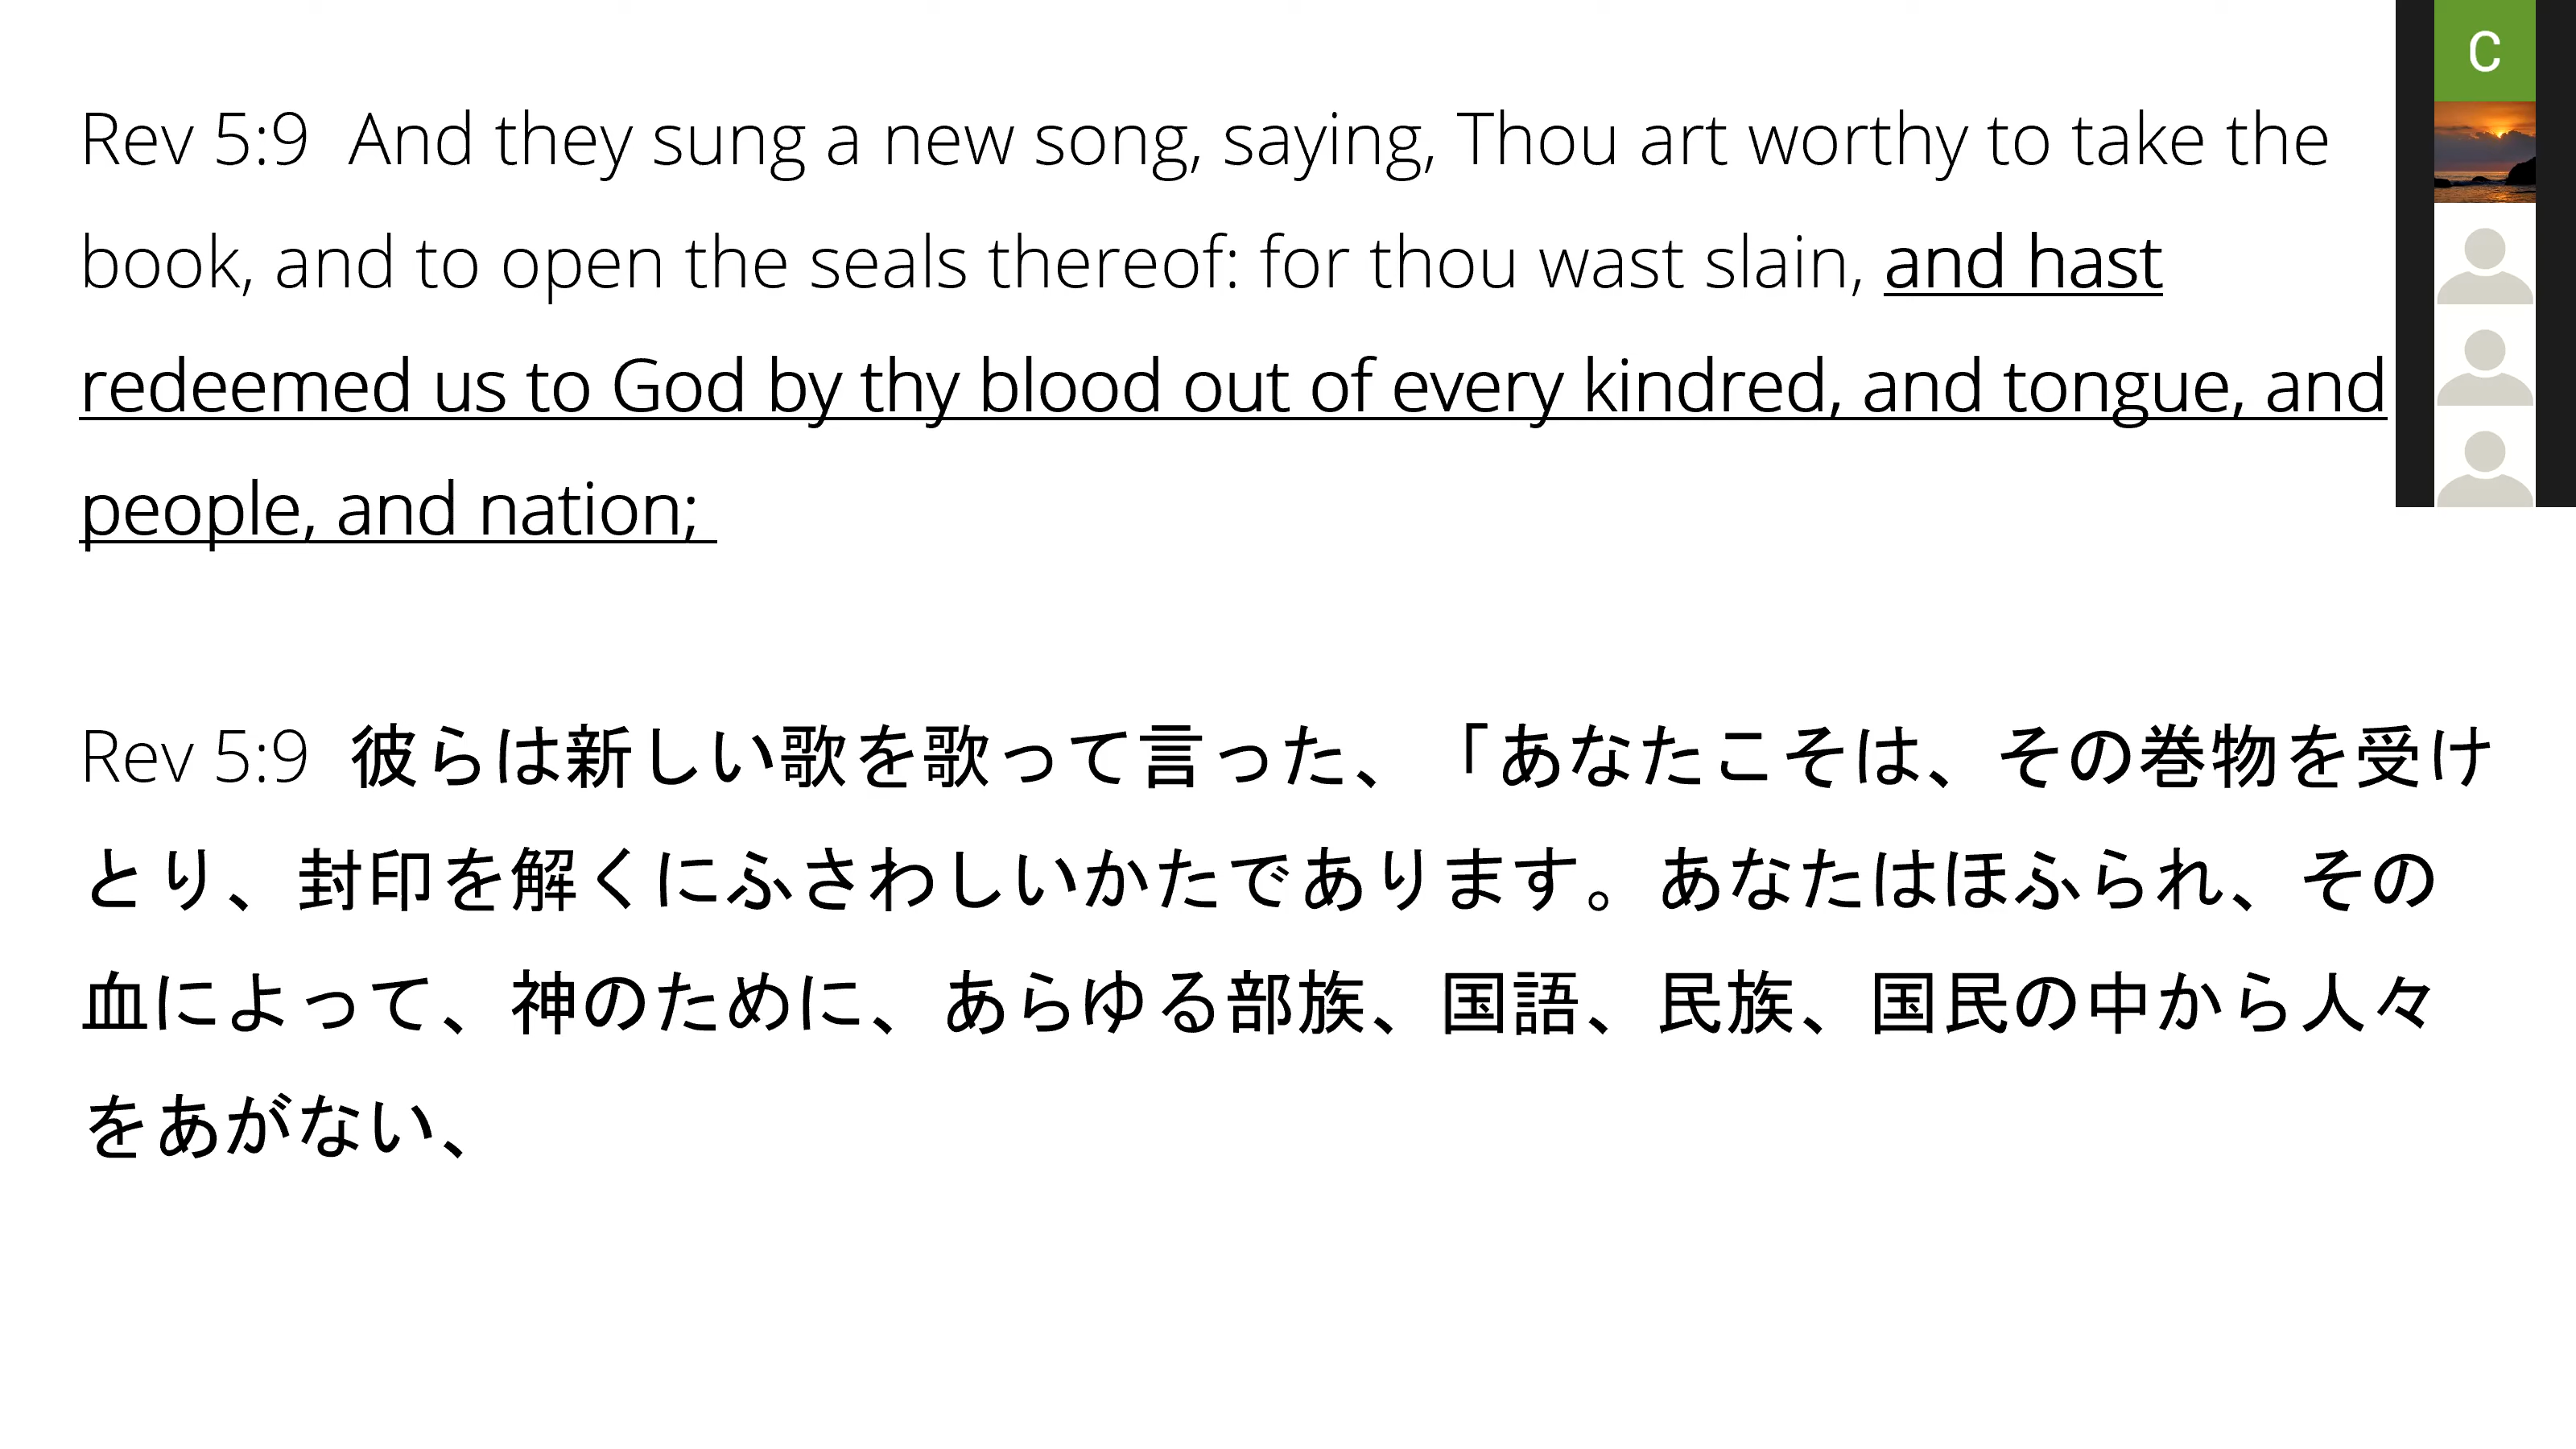 Rev 5:9  And they sung a new song, saying, Thou art worthy to take the
book, and to open the seals thereof: for thou wast slain, and hast
redeemed us to God by thy blood out of every kindred, and tongue, and
people, and nation;
Rev 5:9  彼らは新しい歌を歌って言った、「あなたこそは、その巻物を受け
とり、封印を解くにふさわしいかたであります。あなたはほふられ、その
血によって、神のために、あらゆる部族、国語、民族、国民の中から人々
をあがない、
C